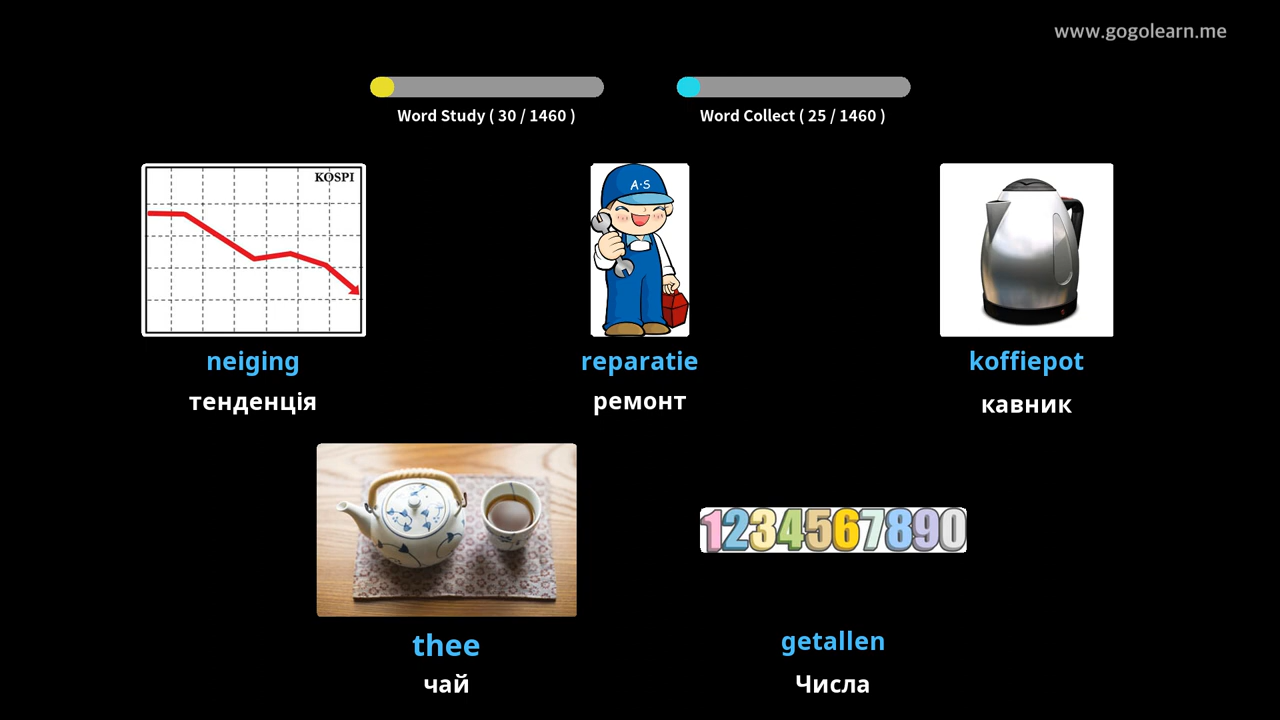 www.gogolearn.me
Word Study ( 30 / 1460 )
Word Collect ( 25 / 1460 )
KOSPI
A·S
neiging
reparatie
koffiepot
тенденція
ремонт
кавник
1234567890
thee
getallen
чай
Числа